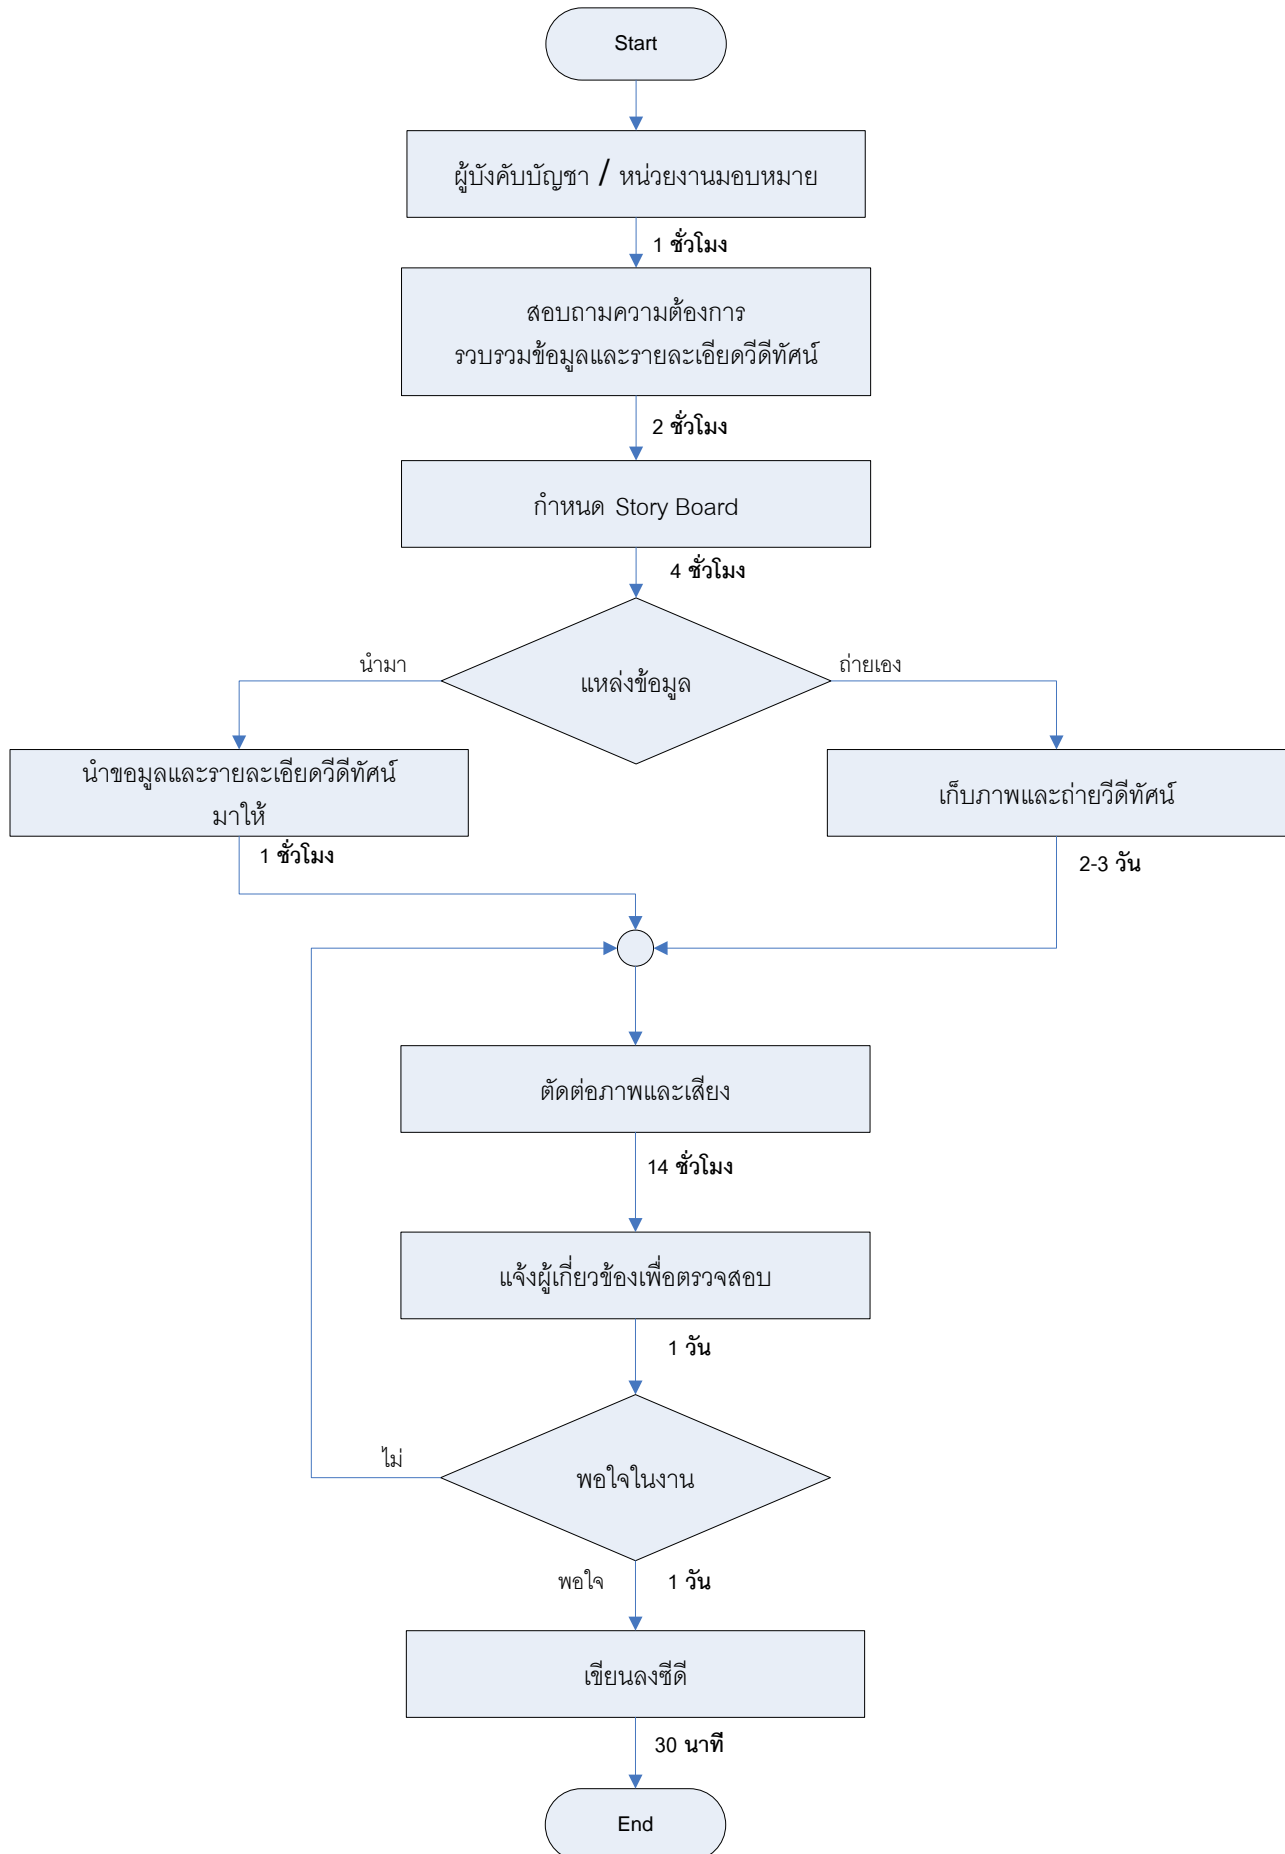 Start
ผู้บังคับบัญชา / หน่วยงานมอบหมาย
1 ชั่วโมง
สอบถามความต้องการ
รวบรวมข้อมูลและรายละเอียดวีดีทัศน์
2 ชั่วโมง
กำหนด Story Board
4 ชั่วโมง
นำมา
แหล่งข้อมูล
ถ่ายเอง
นำขอมูลและรายละเอียดวีดีทัศน์
มาให้
เก็บภาพและถ่ายวีดีทัศน์
1 ชั่วโมง
2-3 วัน
ตัดต่อภาพและเสียง
14 ชั่วโมง
แจ้งผู้เกี่ยวข้องเพื่อตรวจสอบ
1 วัน
ไม่
พอใจในงาน
พอใจ
1 วัน
เขียนลงซีดี
30 นาที
End